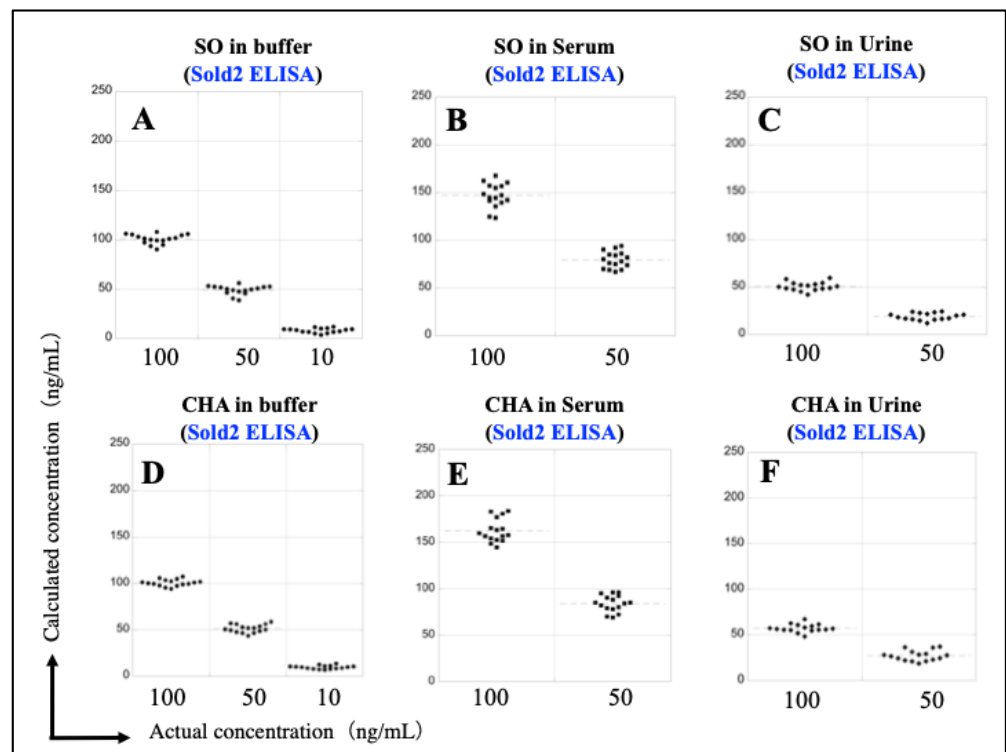 SO in buffer
(Sold2 ELISA)
SO in Serum
(Sold2 ELISA)
SO in Urine
(Sold2 ELISA)
A
250
200
150
100
50
0
100 50 10
B
250
200
150
100
50
0
100 50
C
250
200
150
100
50
0
100 50
CHA in buffer
(Sold2 ELISA)
CHA in Serum
(Sold2 ELISA)
CHA in Urine
(Sold2 ELISA)
D
250
200
150
100
50
0
100 50 10
E
250
200
150
100
50
0
100 50
F
250
200
150
100
50
0
100 50
Calculated concentration (ng/mL)
Actual concentration (ng/mL)